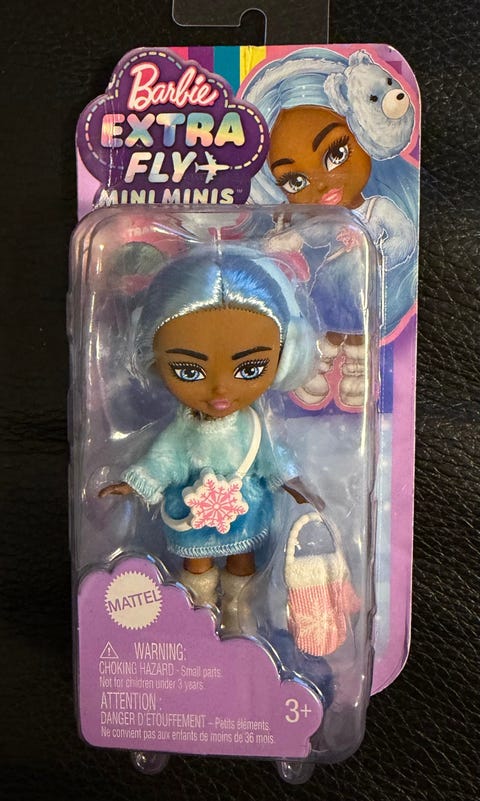 Barbie
EXTRA
FLY
MINI MINIS™
MATTEL
WARNING:
CHOKING HAZARD - Small parts.
Not for children under 3 years.
ATTENTION :
DANGER D'ÉTOUFFEMENT – Petits éléments.
Ne convient pas aux enfants de moins de 36 mois.
3+